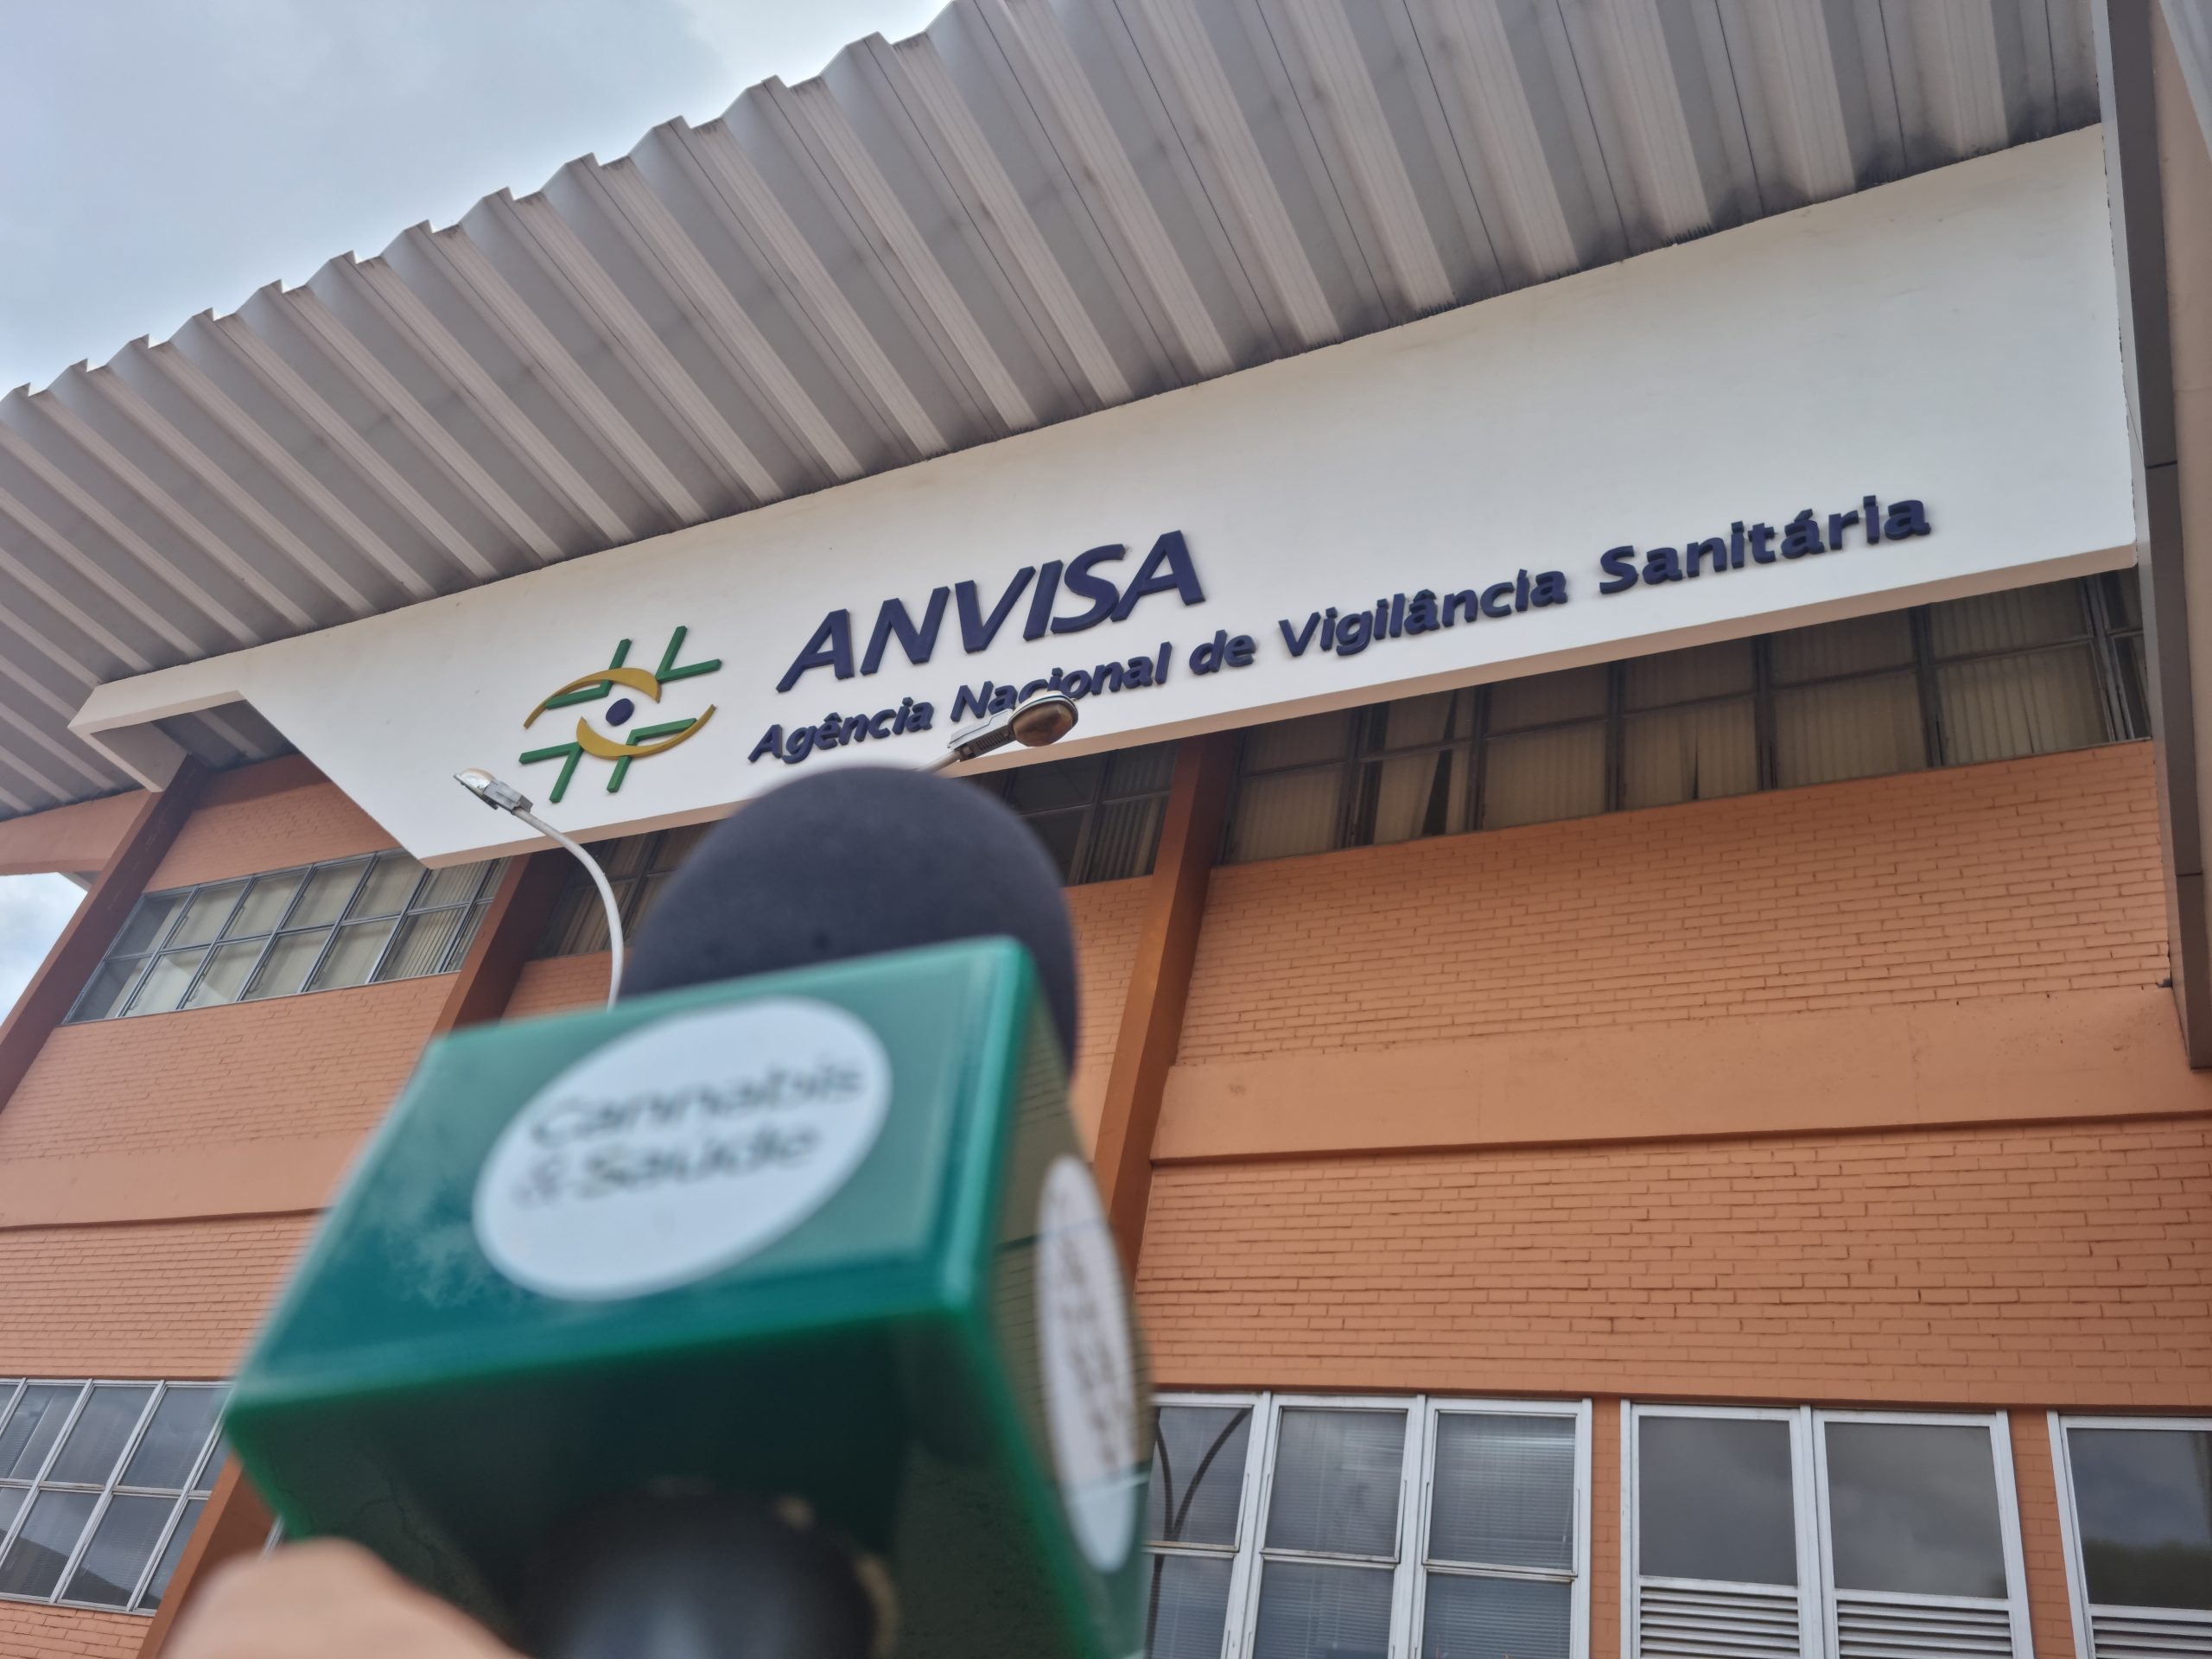 ANVISA
Agência Nacional de Vigilância Sanitária
Cannabis
& Saúde